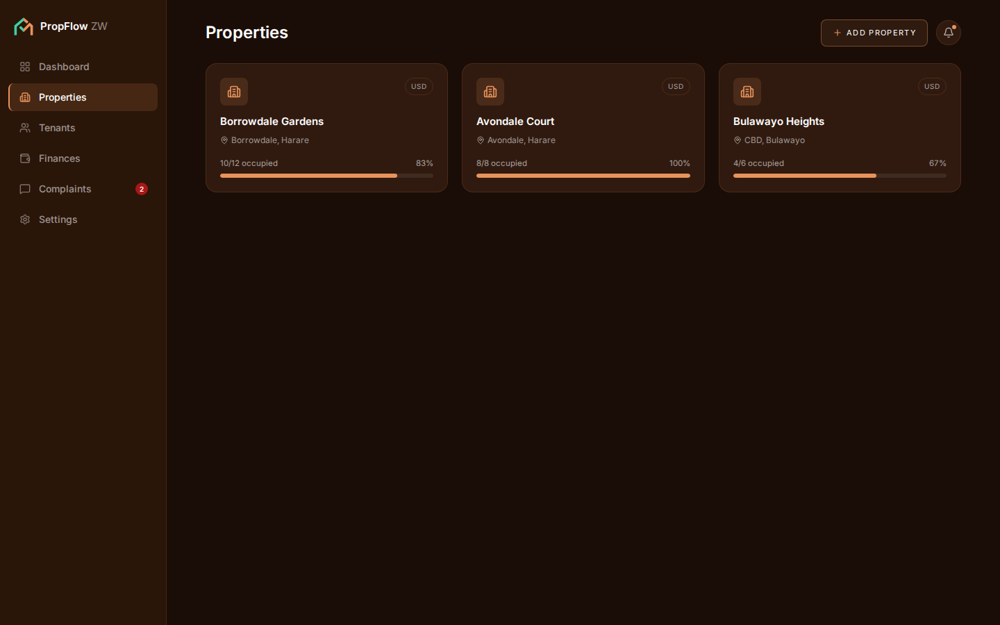 PropFlow ZW
Dashboard
Properties
Tenants
Finances
Complaints 2
Settings
Properties
ADD PROPERTY
USD
Borrowdale Gardens
Borrowdale, Harare
10/12 occupied 83%
USD
Avondale Court
Avondale, Harare
8/8 occupied 100%
USD
Bulawayo Heights
CBD, Bulawayo
4/6 occupied 67%